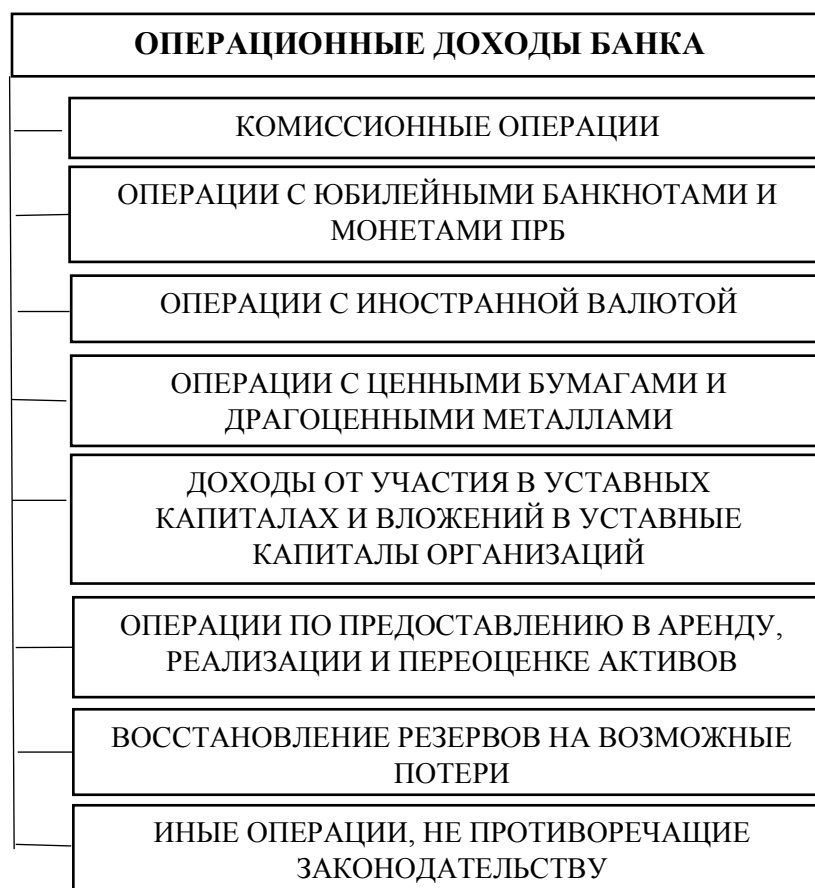 ОПЕРАЦИОННЫЕ ДОХОДЫ БАНКА
КОМИССИОННЫЕ ОПЕРАЦИИ
ОПЕРАЦИИ С ЮБИЛЕЙНЫМИ БАНКНОТАМИ И
МОНЕТАМИ ПРБ
ОПЕРАЦИИ С ИНОСТРАННОЙ ВАЛЮТОЙ
ОПЕРАЦИИ С ЦЕННЫМИ БУМАГАМИ И
ДРАГОЦЕННЫМИ МЕТАЛЛАМИ
ДОХОДЫ ОТ УЧАСТИЯ В УСТАВНЫХ
КАПИТАЛАХ И ВЛОЖЕНИЙ В УСТАВНЫЕ
КАПИТАЛЫ ОРГАНИЗАЦИЙ
ОПЕРАЦИИ ПО ПРЕДОСТАВЛЕНИЮ В АРЕНДУ,
РЕАЛИЗАЦИИ И ПЕРЕОЦЕНКЕ АКТИВОВ
ВОССТАНОВЛЕНИЕ РЕЗЕРВОВ НА ВОЗМОЖНЫЕ
ПОТЕРИ
ИНЫЕ ОПЕРАЦИИ, НЕ ПРОТИВОРЕЧАЩИЕ
ЗАКОНОДАТЕЛЬСТВУ